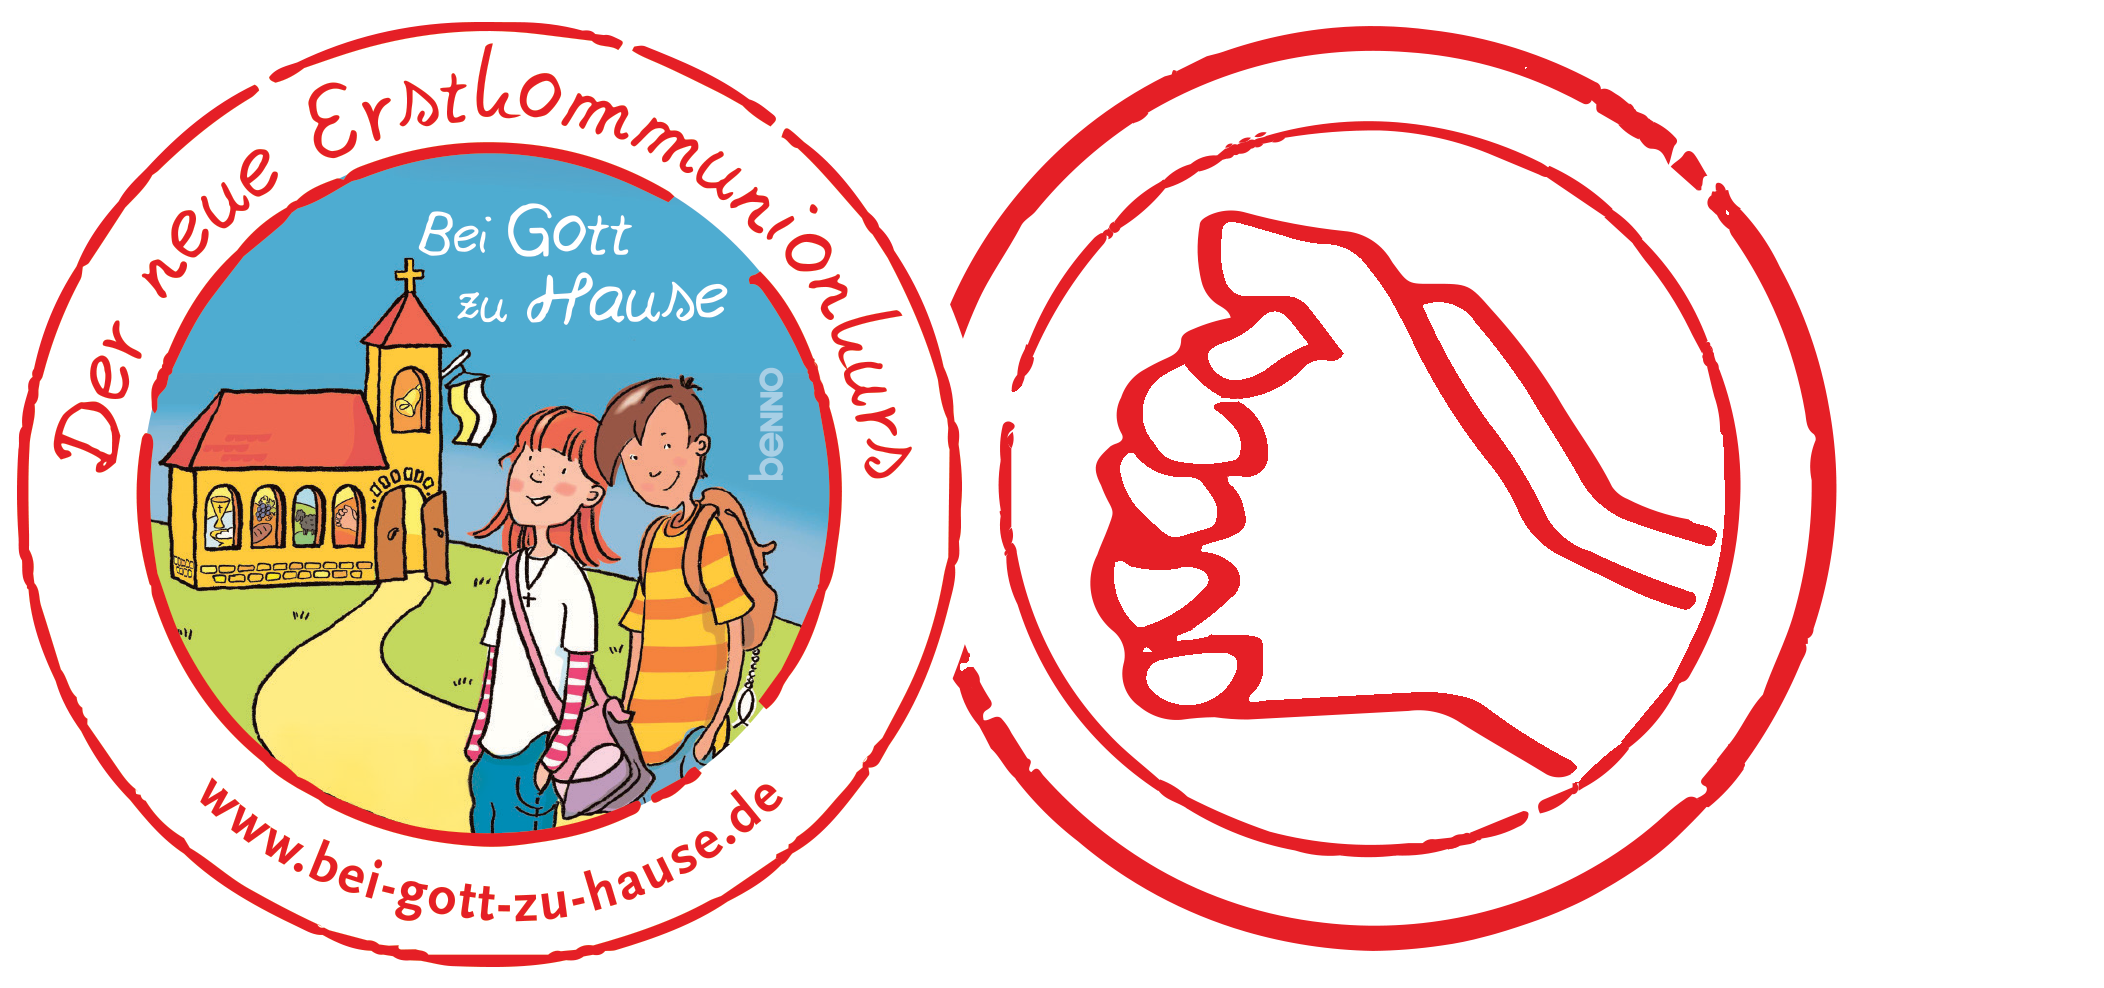 Der neue Erstkommunionkurs
Bei Gott
zu Hause
benno
www.bei-gott-zu-hause.de